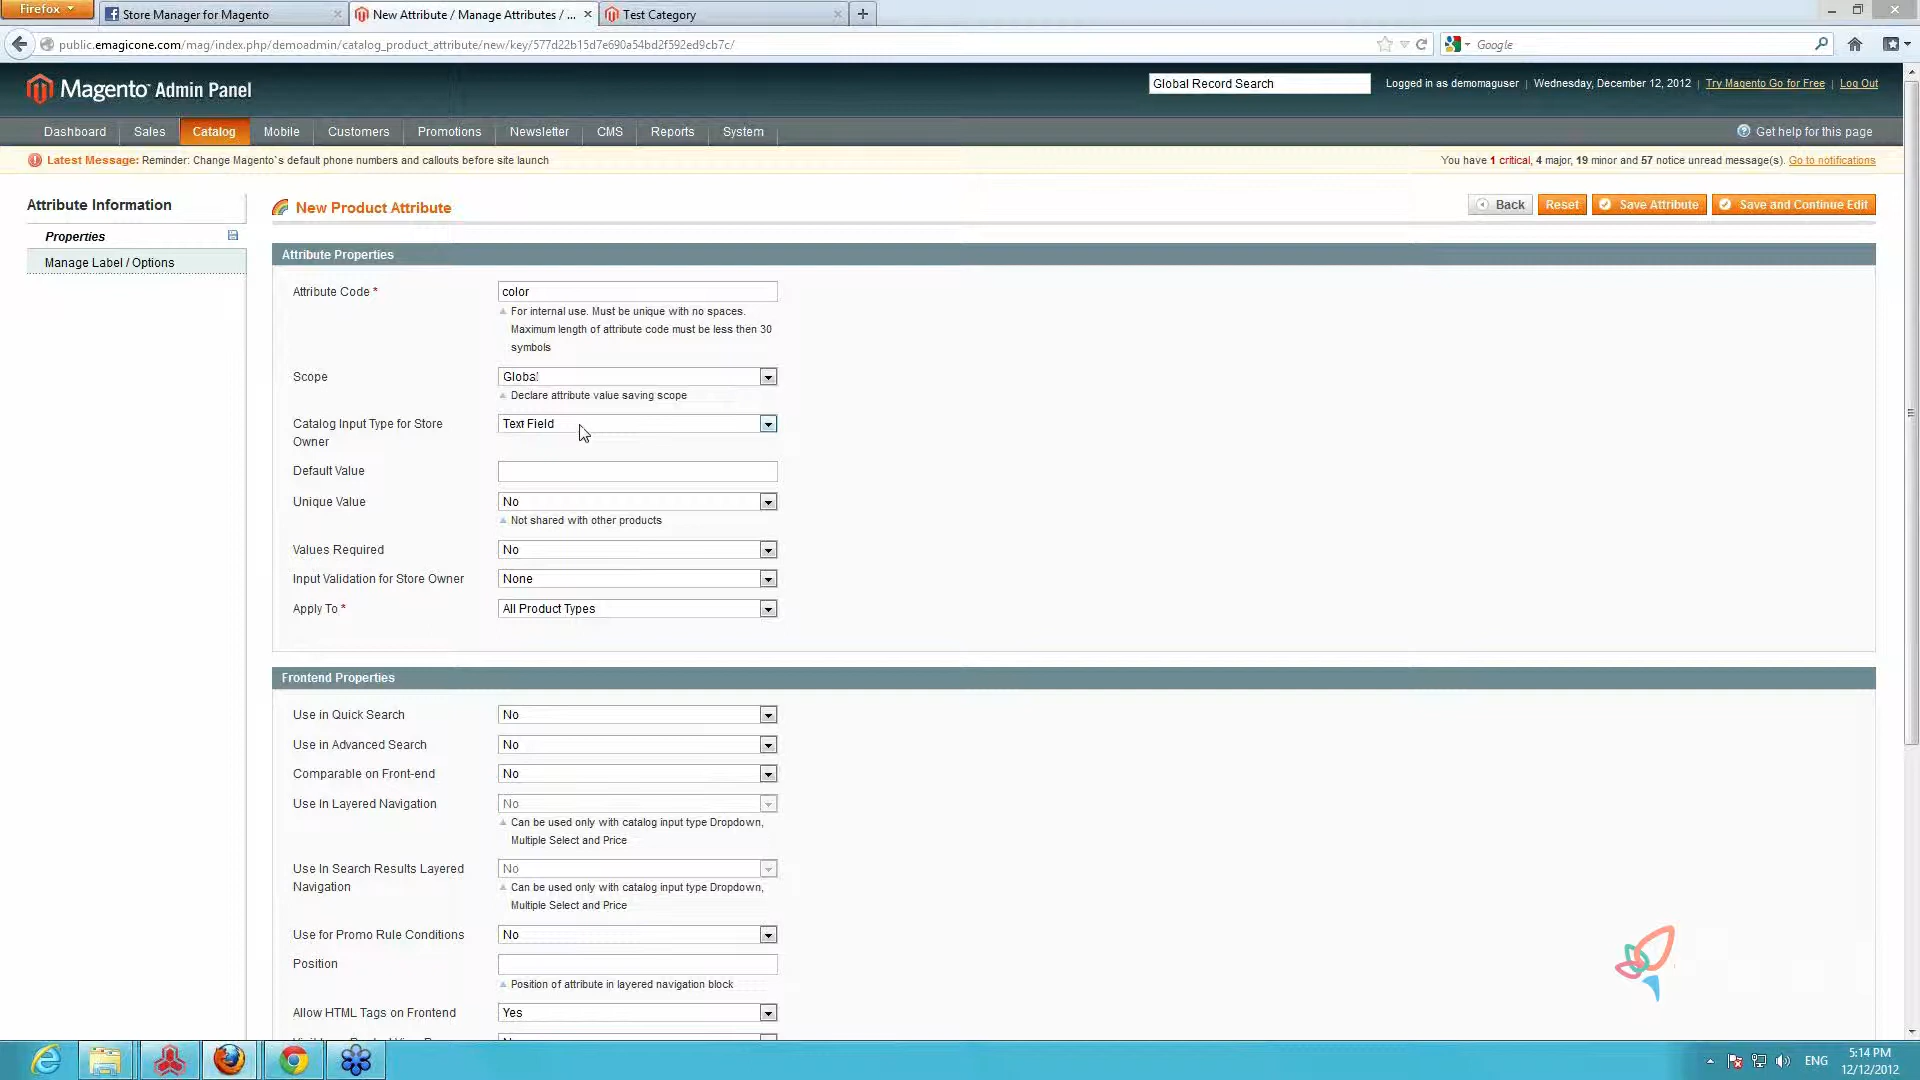 Firefox
Store Manager for Magento
New Attribute / Manage Attributes / ...
Test Category
public.emagicone.com/mag/index.php/demoadmin/catalog_product_attribute/new/key/577d22b15d7e690a54bd2f592ed9cb7c/
Google
Magento Admin Panel
Global Record Search
Logged in as demomaguser | Wednesday, December 12, 2012 | Try Magento Go for Free | Log Out
Dashboard Sales Catalog Mobile Customers Promotions Newsletter CMS Reports System
Get help for this page
Latest Message: Reminder: Change Magento`s default phone numbers and callouts before site launch
You have 1 critical, 4 major, 19 minor and 57 notice unread message(s). Go to notifications
Attribute Information
Properties
Manage Label / Options
New Product Attribute
Back Reset Save Attribute Save and Continue Edit
Attribute Properties
Attribute Code * color
For internal use. Must be unique with no spaces.
Maximum length of attribute code must be less then 30
symbols
Scope Global
Declare attribute value saving scope
Catalog Input Type for Store
Owner
Text Field
Default Value
Unique Value No
Not shared with other products
Values Required No
Input Validation for Store Owner None
Apply To * All Product Types
Frontend Properties
Use in Quick Search No
Use in Advanced Search No
Comparable on Front-end No
Use In Layered Navigation No
Can be used only with catalog input type Dropdown,
Multiple Select and Price
Use In Search Results Layered
Navigation
No
Can be used only with catalog input type Dropdown,
Multiple Select and Price
Use for Promo Rule Conditions No
Position
Position of attribute in layered navigation block
Allow HTML Tags on Frontend Yes
ENG
5:14 PM
12/12/2012